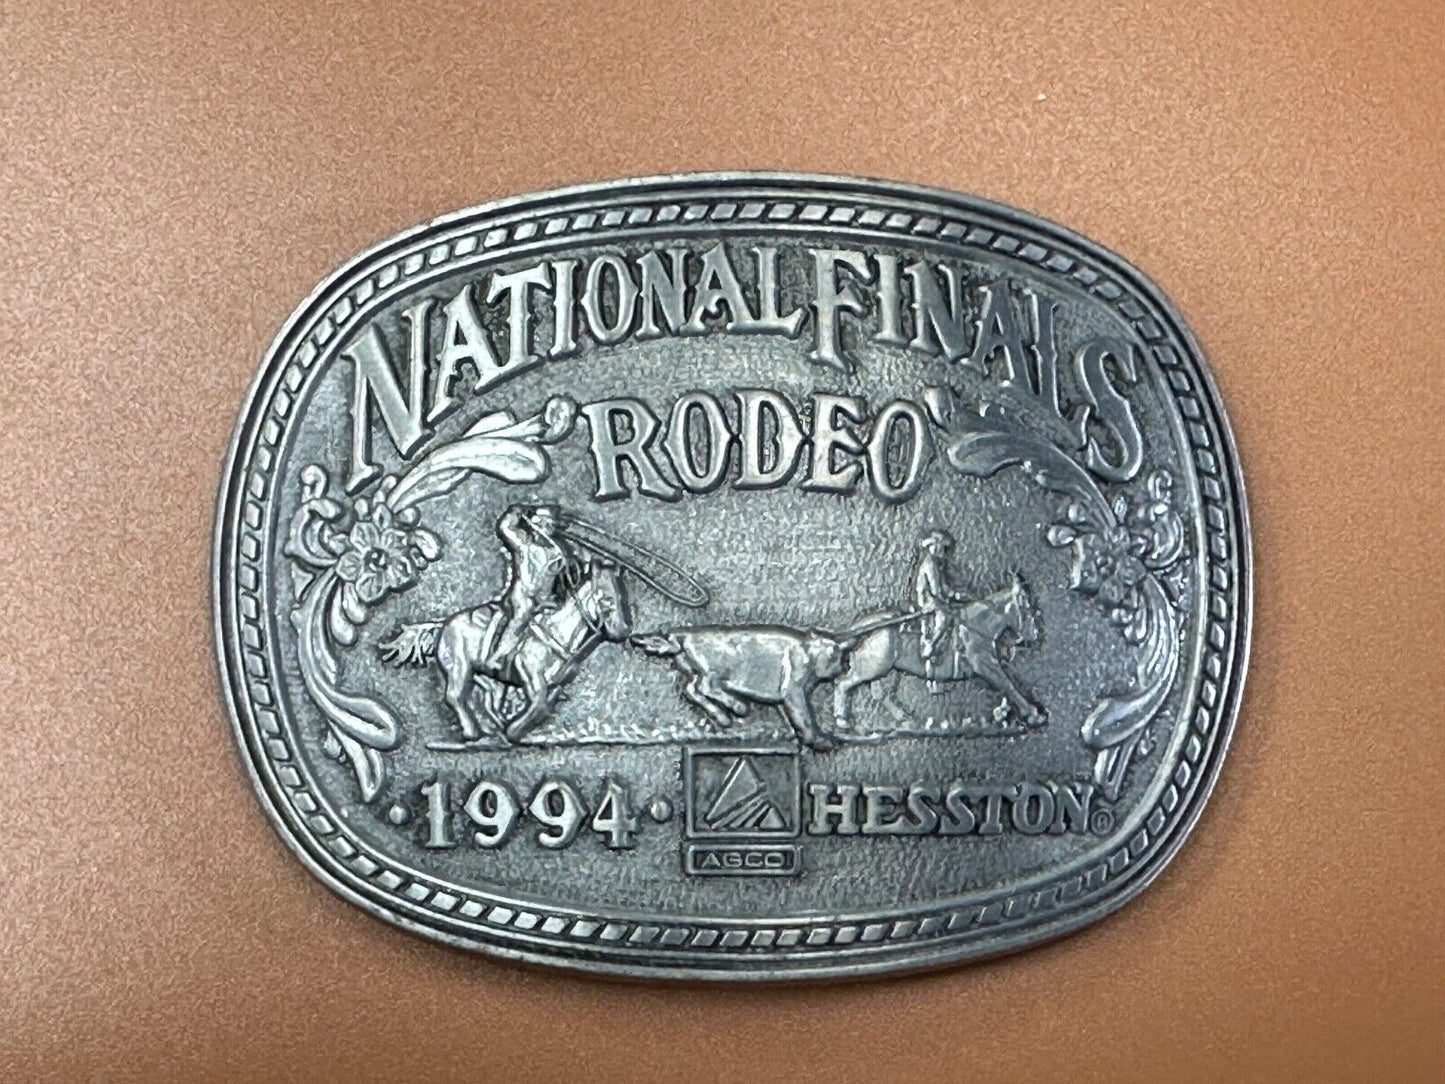 NATIONAL FINALS
RODEO
·1994· HESSTON®
AGCO